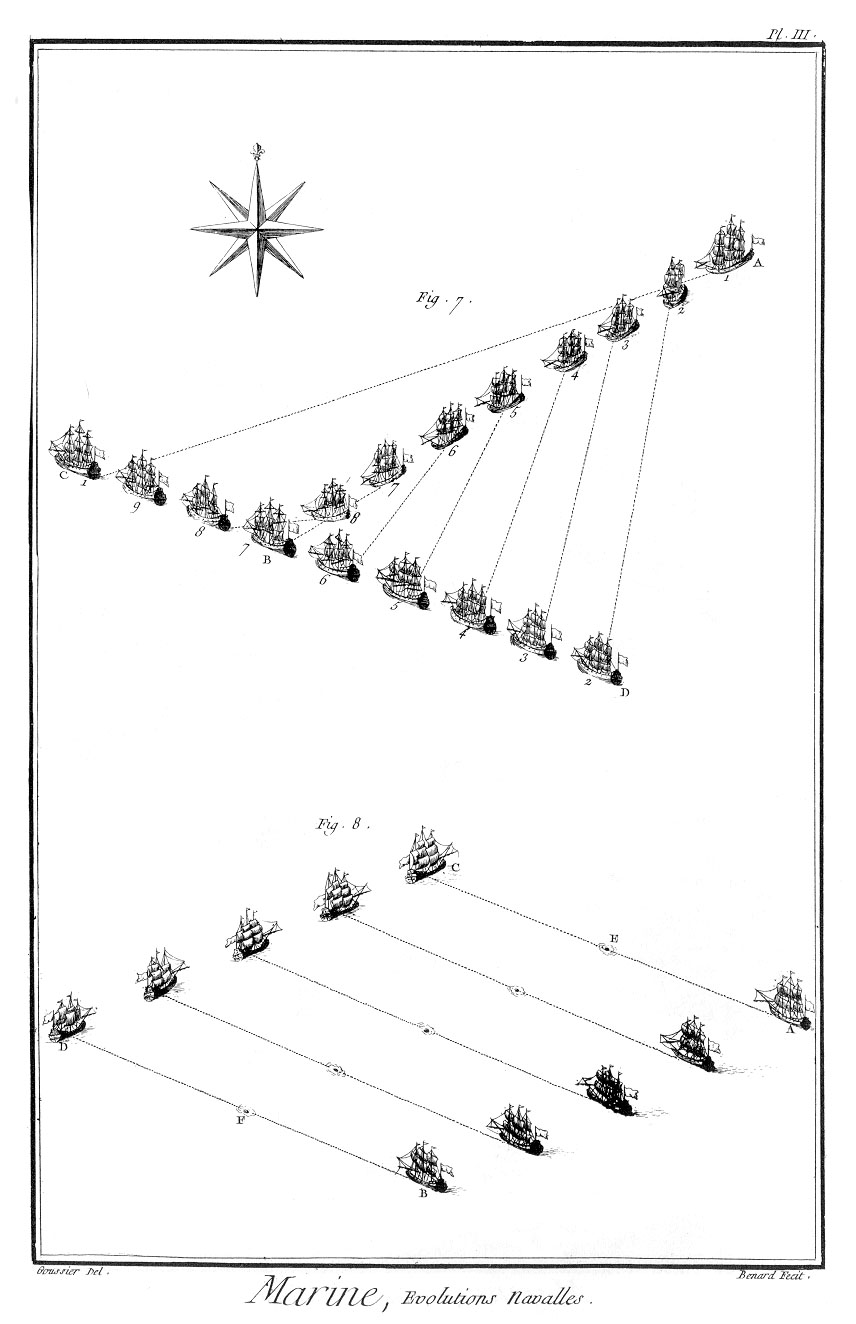 Pl. III.
Fig. 7.
A
1
2
3
4
5
6
7
8
C 1
9
8
7
B
6
5
4
3
2
D
Fig. 8.
C
E
A
D
F
B
Goussier Del.
Benard Fecit.
Marine, Evolutions Navalles.